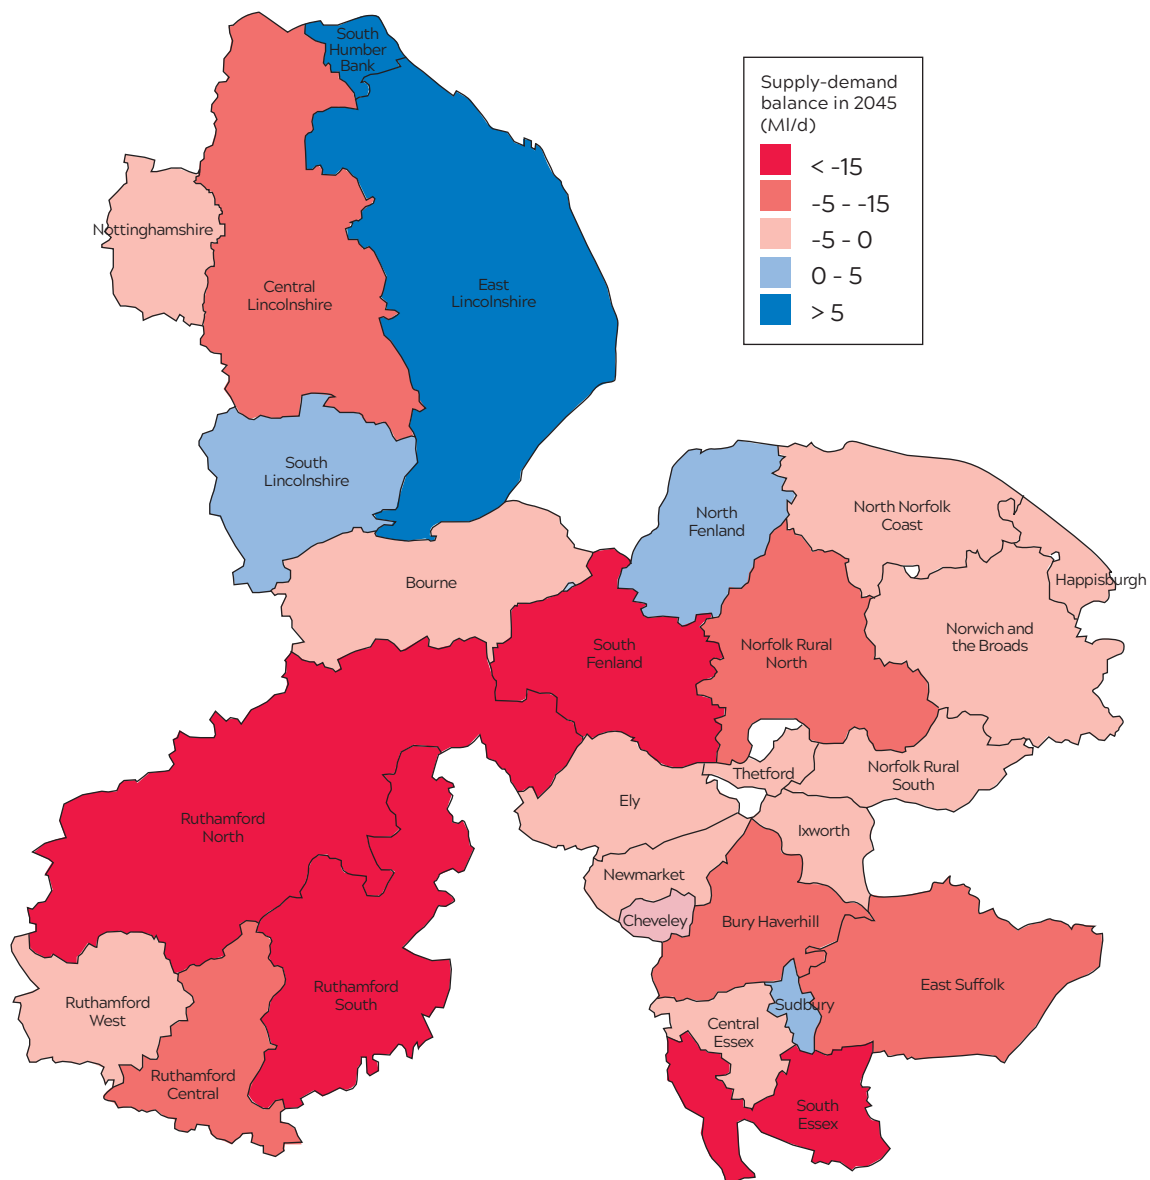 South
Humber
Bank
Supply-demand
balance in 2045
(Ml/d)
< -15
-5 - -15
-5 - 0
0 - 5
> 5
Nottinghamshire
Central
Lincolnshire
East
Lincolnshire
South
Lincolnshire
North
Fenland
North Norfolk
Coast
Bourne
Happisburgh
South
Fenland
Norfolk Rural
North
Norwich and
the Broads
Thetford
Norfolk Rural
South
Ely
Ruthamford
North
Ixworth
Newmarket
Cheveley
Bury Haverhill
Ruthamford
South
East Suffolk
Ruthamford
West
Sudbury
Central
Essex
Ruthamford
Central
South
Essex